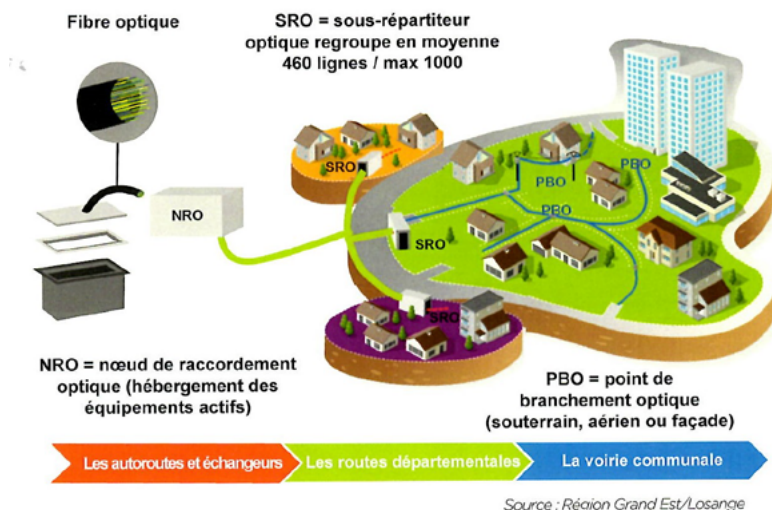 Fibre optique
SRO = sous-répartiteur
optique regroupe en moyenne
460 lignes / max 1000
SRO
PBO
PBO
NRO
PBO
SRO
SRO
NRO = nœud de raccordement
optique (hébergement des
équipements actifs)
PBO = point de
branchement optique
(souterrain, aérien ou façade)
Les autoroutes et échangeurs
Les routes départementales
La voirie communale
Source : Région Grand Est/Losange